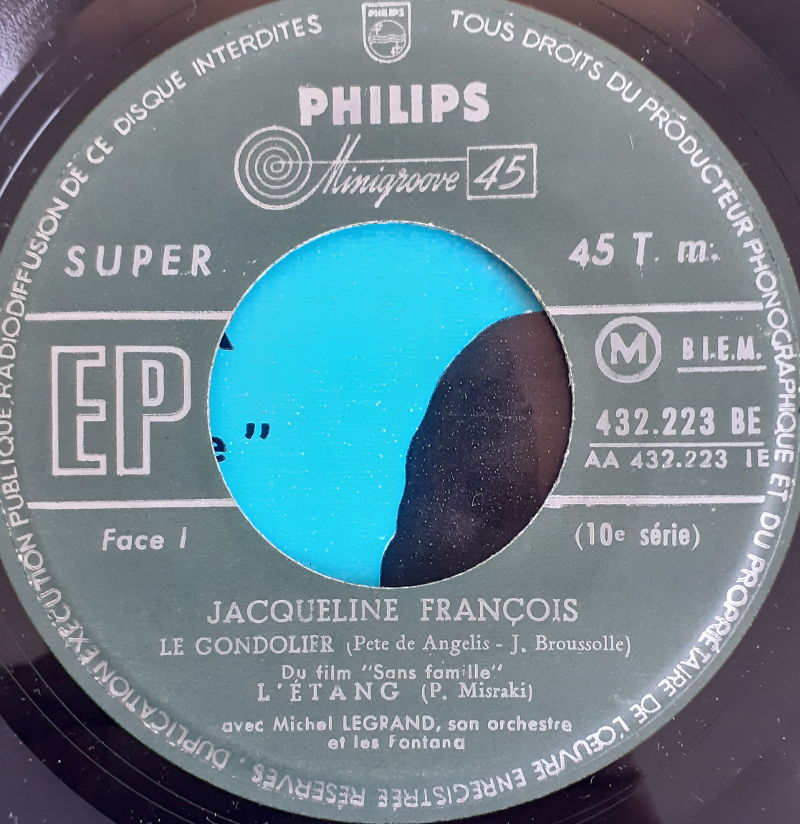 PHILIPS
TOUS DROITS DU PRODUCTEUR PHONOGRAPHIQUE ET DU PROPRIÉTAIRE DE L'ŒUVRE ENREGISTRÉE RÉSERVÉS. DUPLICATION EXÉCUTION PUBLIQUE RADIODIFFUSION DE CE DISQUE INTERDITES
PHILIPS
Minigroove 45
SUPER
45 T. m.
EP
M B.I.E.M.
432.223 BE
AA 432.223 1E
e"
Face 1
(10e série)
JACQUELINE FRANÇOIS
LE GONDOLIER (Pete de Angelis - J. Broussolle)
Du film "Sans famille"
L'ÉTANG (P. Misraki)
avec Michel LEGRAND, son orchestre
et les Fontana